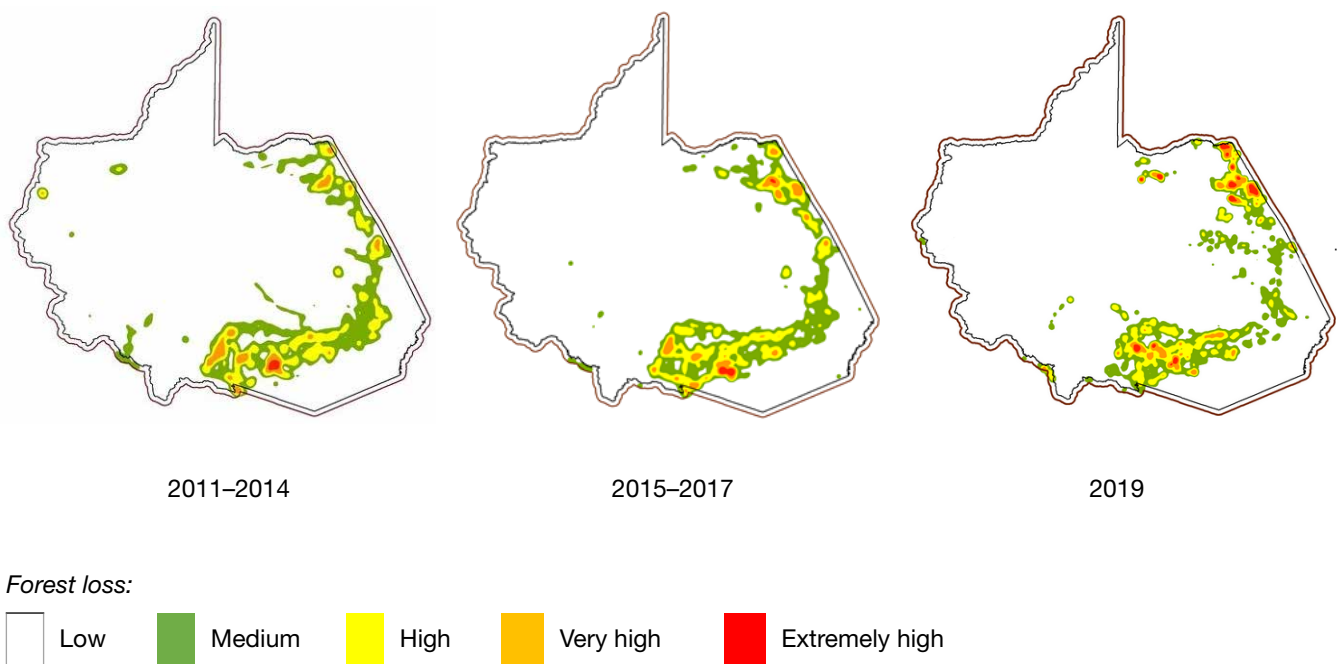 2011–2014
2015–2017
2019
Forest loss:
Low
Medium
High
Very high
Extremely high